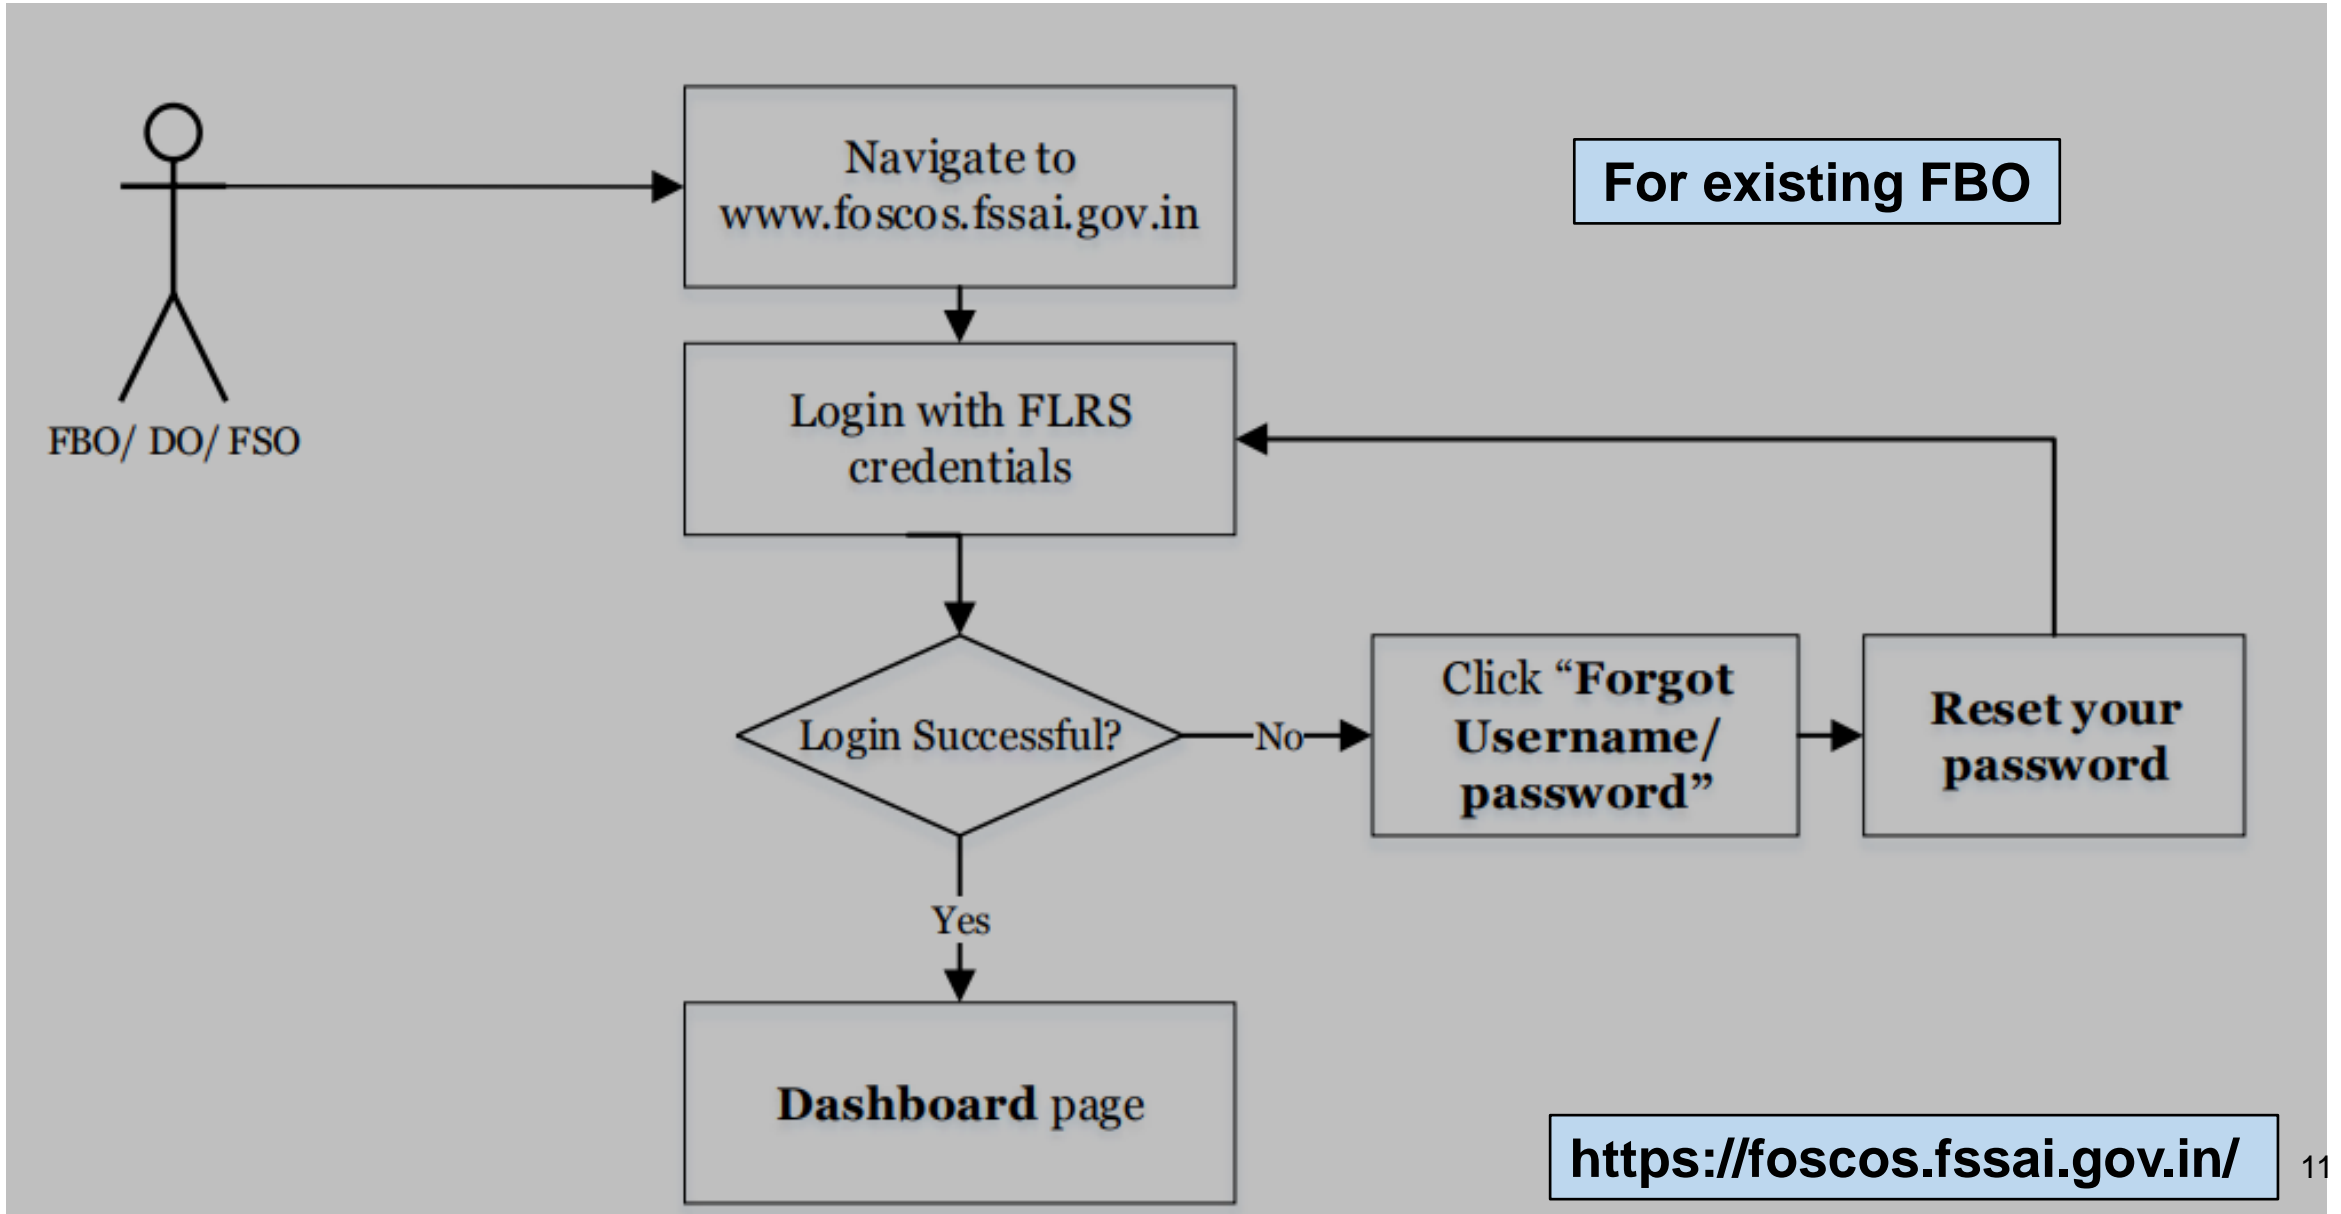 Navigate to
www.foscos.fssai.gov.in
For existing FBO
FBO/ DO/ FSO
Login with FLRS
credentials
Login Successful?
No
Click “Forgot
Username/
password”
Reset your
password
Yes
Dashboard page
https://foscos.fssai.gov.in/
11